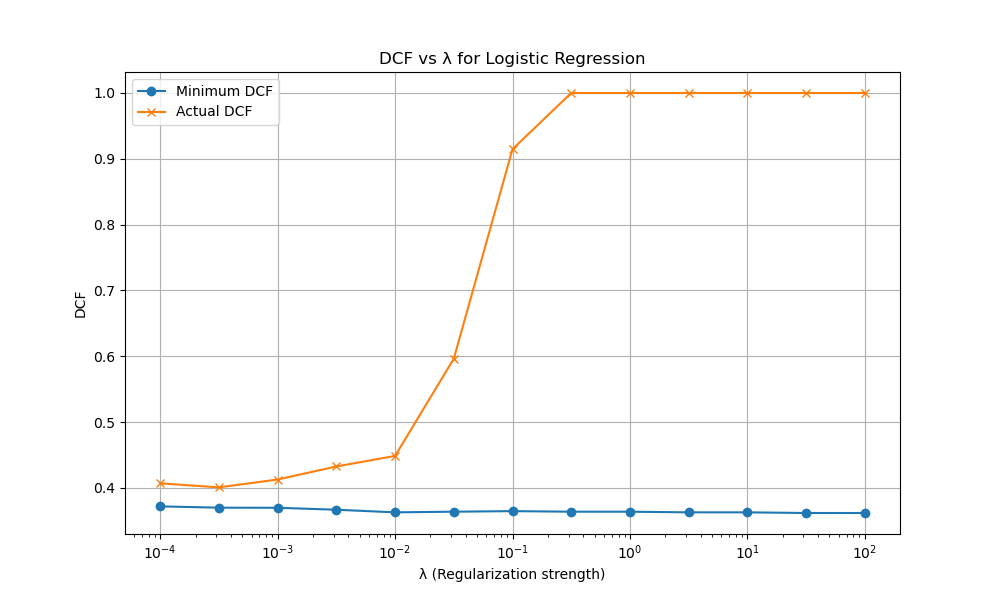 DCF vs λ for Logistic Regression
Minimum DCF
Actual DCF
DCF
1.0
0.9
0.8
0.7
0.6
0.5
0.4
10⁻⁴ 10⁻³ 10⁻² 10⁻¹ 10⁰ 10¹ 10²
λ (Regularization strength)